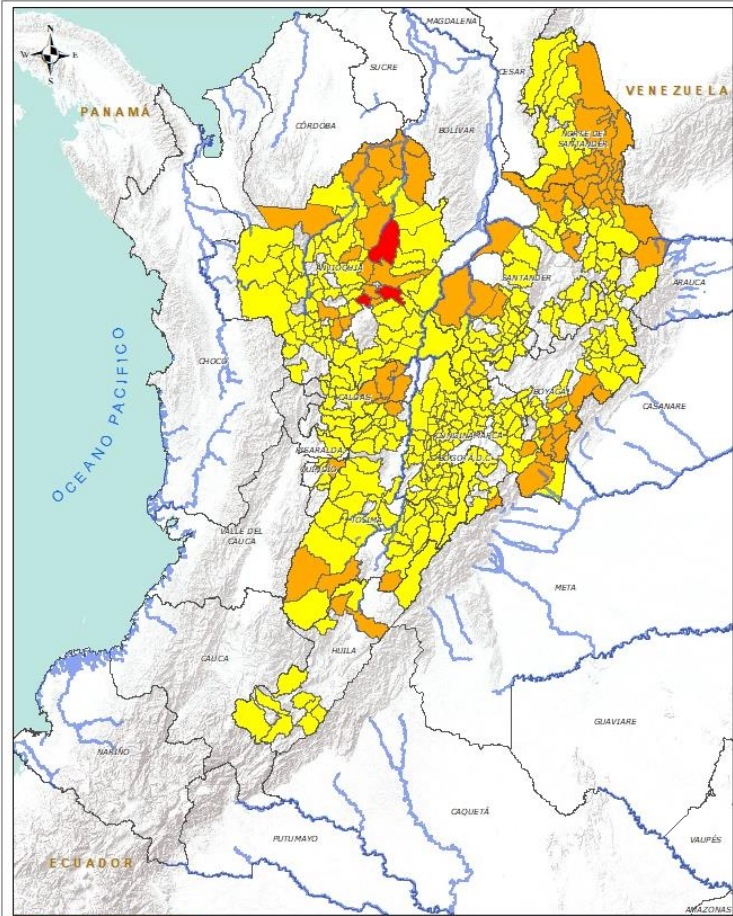 N
W E
S
MAGDALENA
SUCRE
CESAR
VENEZUELA
PANAMÁ
CÓRDOBA
BOLÍVAR
NORTE DE
SANTANDER
ANTIOQUIA
SANTANDER
ARAUCA
CHOCÓ
OCEANO PACIFICO
CALDAS
BOYACÁ
CASANARE
RISARALDA
CUNDINAMARCA
BOGOTÁ, D.C.
QUINDÍO
TOLIMA
VALLE DEL
CAUCA
META
CAUCA
HUILA
GUAVIARE
NARIÑO
CAQUETÁ
PUTUMAYO
VAUPÉS
ECUADOR
AMAZONAS